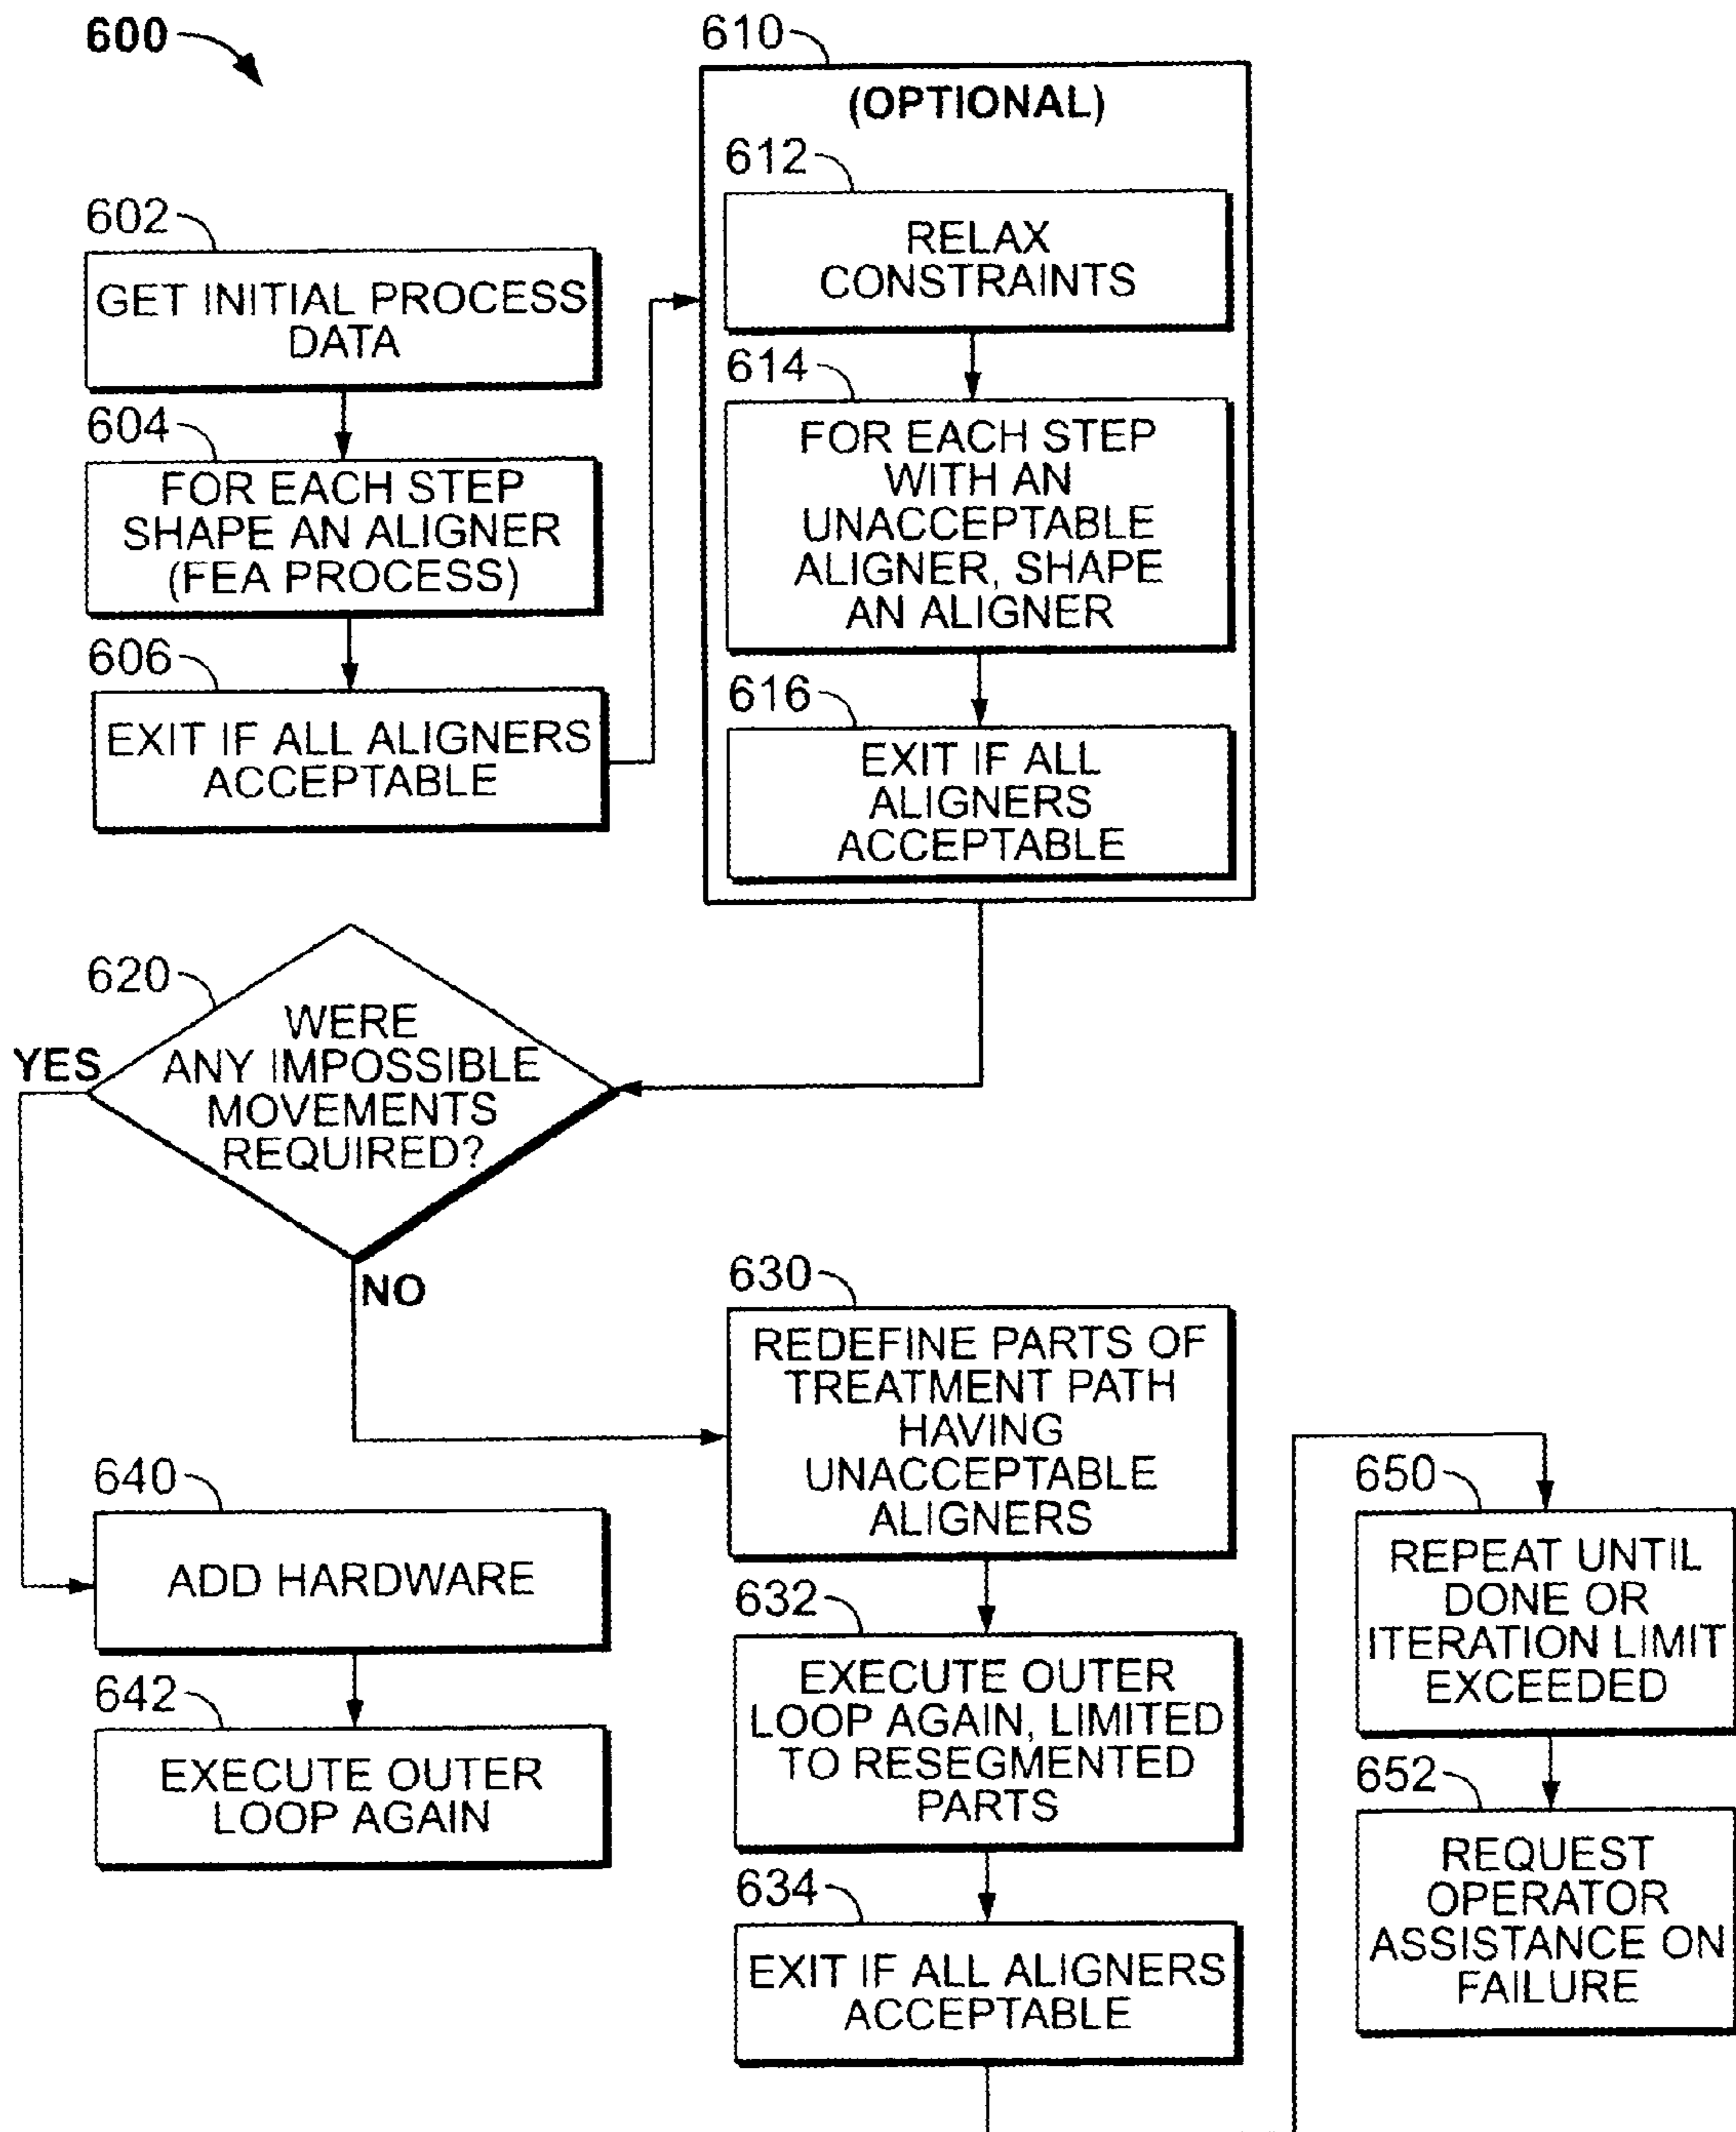 600
602
GET INITIAL PROCESS
DATA
604
FOR EACH STEP
SHAPE AN ALIGNER
(FEA PROCESS)
606
EXIT IF ALL ALIGNERS
ACCEPTABLE
610
(OPTIONAL)
612
RELAX
CONSTRAINTS
614
FOR EACH STEP
WITH AN
UNACCEPTABLE
ALIGNER, SHAPE
AN ALIGNER
616
EXIT IF ALL
ALIGNERS
ACCEPTABLE
620
WERE
ANY IMPOSSIBLE
MOVEMENTS
REQUIRED?
YES
NO
640
ADD HARDWARE
642
EXECUTE OUTER
LOOP AGAIN
630
REDEFINE PARTS OF
TREATMENT PATH
HAVING
UNACCEPTABLE
ALIGNERS
632
EXECUTE OUTER
LOOP AGAIN, LIMITED
TO RESEGMENTED
PARTS
634
EXIT IF ALL ALIGNERS
ACCEPTABLE
650
REPEAT UNTIL
DONE OR
ITERATION LIMIT
EXCEEDED
652
REQUEST
OPERATOR
ASSISTANCE ON
FAILURE